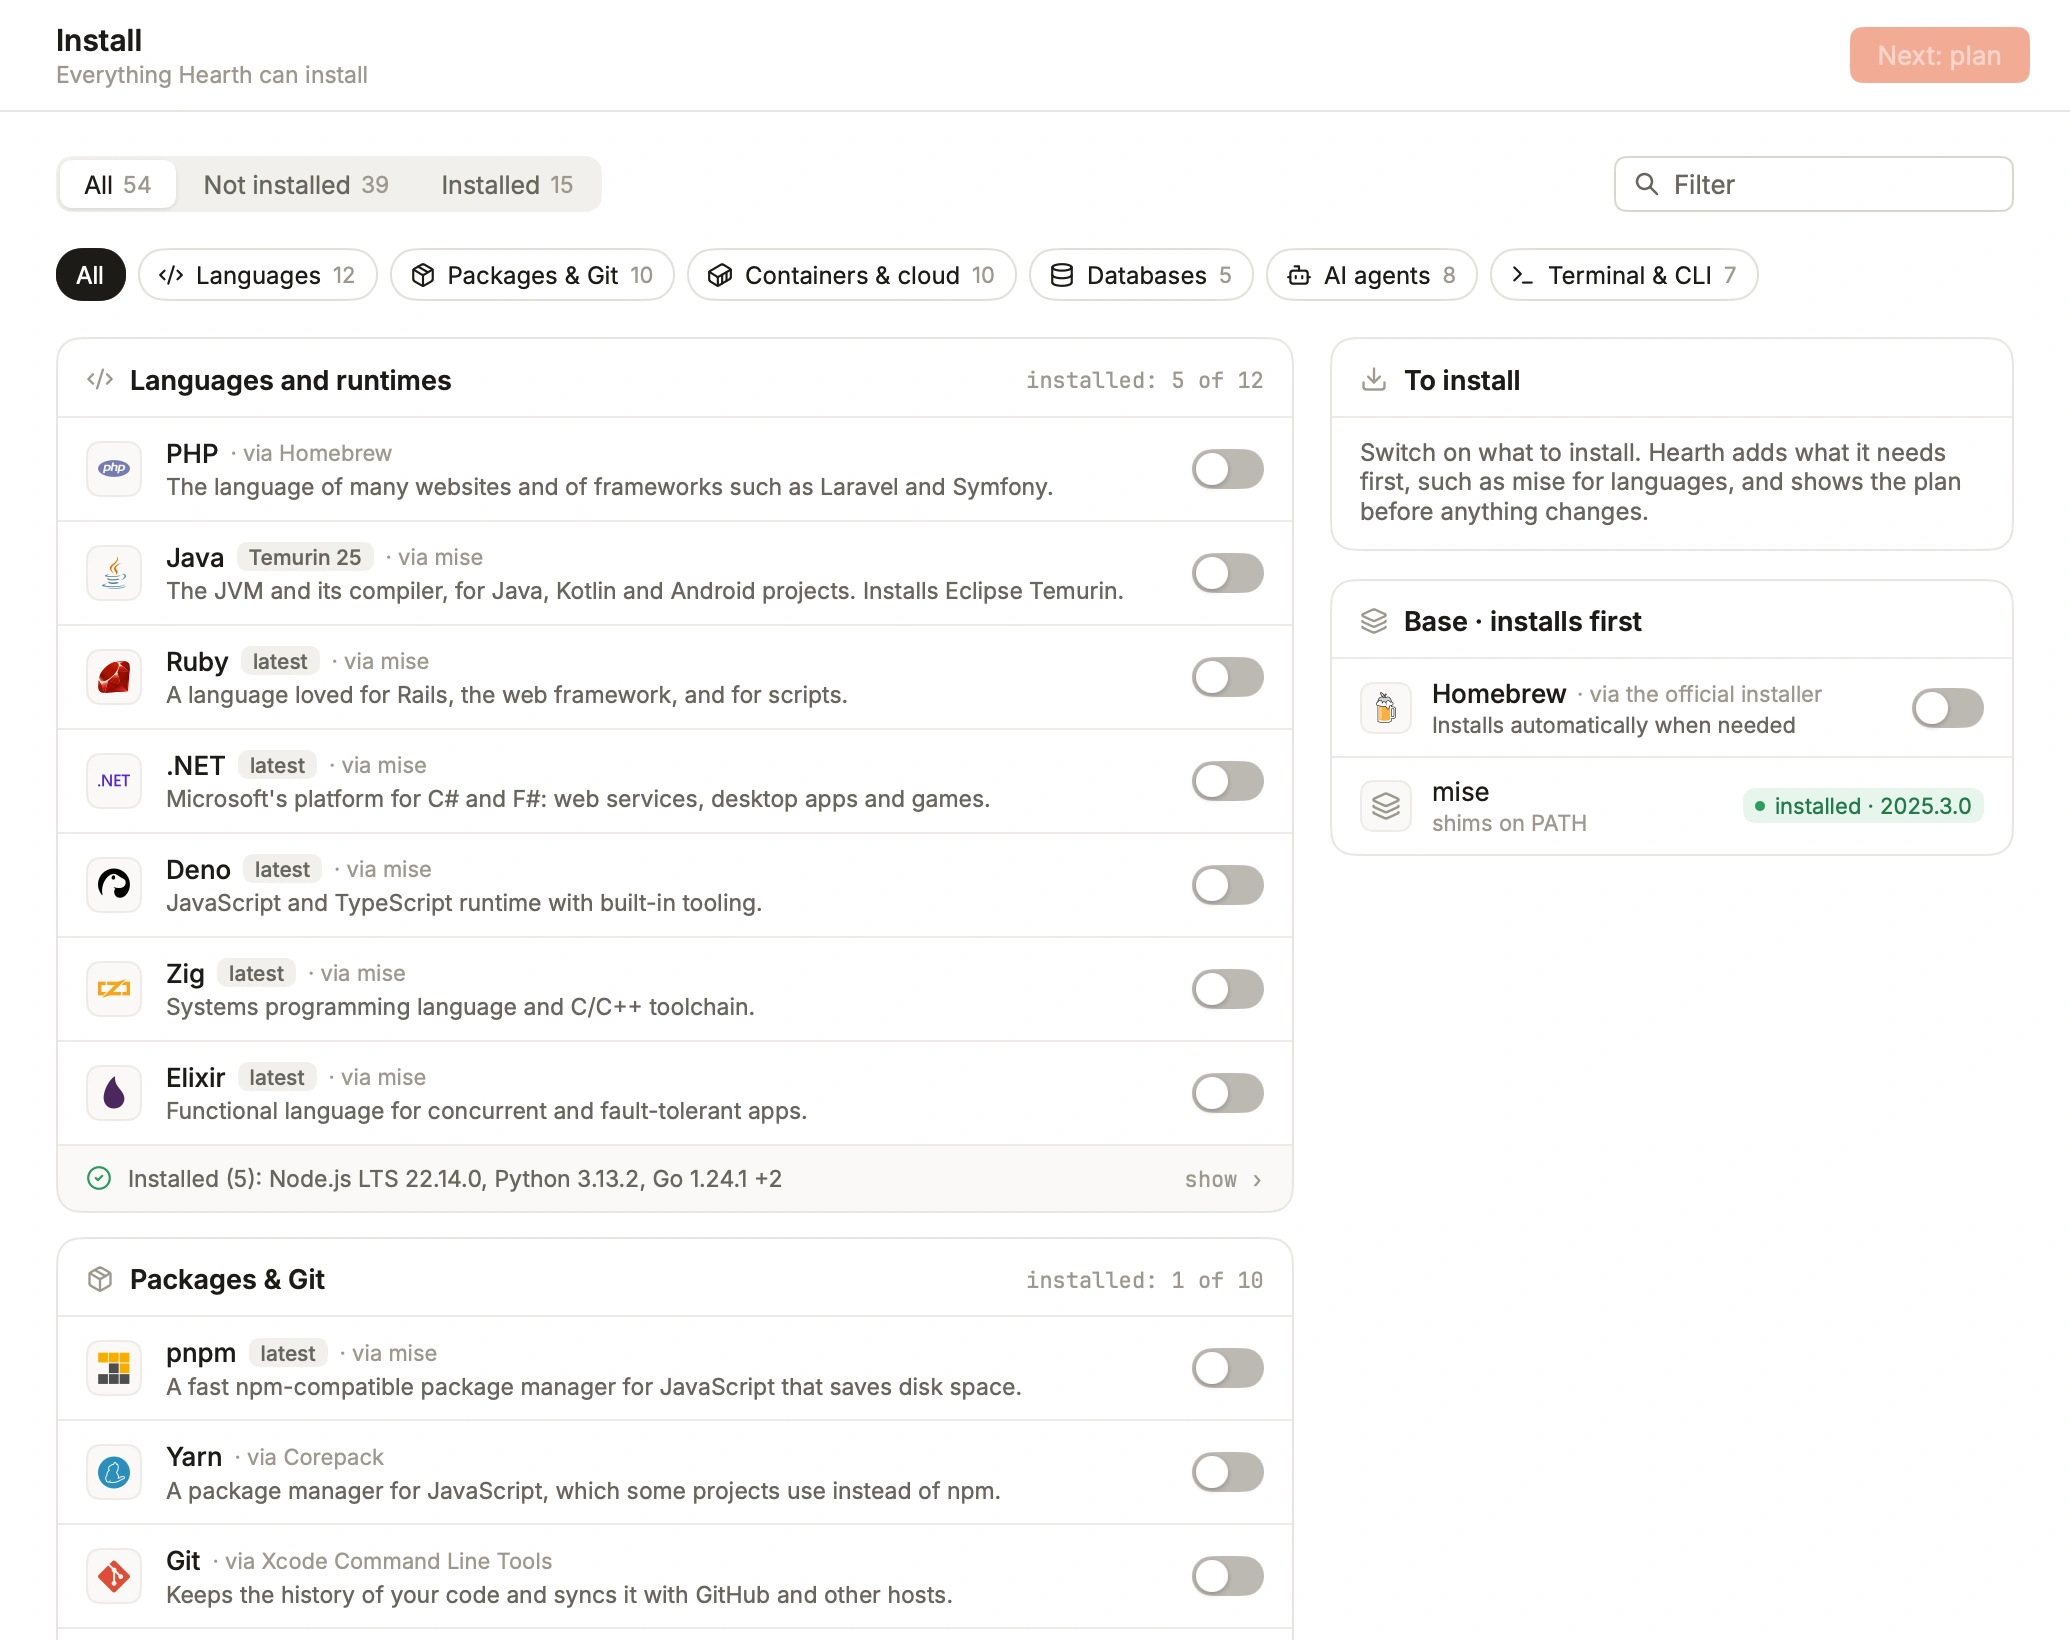 Install
Everything Hearth can install
Next: plan
All 54
Not installed 39
Installed 15
Filter
All
Languages 12
Packages & Git 10
Containers & cloud 10
Databases 5
AI agents 8
Terminal & CLI 7
Languages and runtimes
installed: 5 of 12
php
PHP · via Homebrew
The language of many websites and of frameworks such as Laravel and Symfony.
Java Temurin 25 · via mise
The JVM and its compiler, for Java, Kotlin and Android projects. Installs Eclipse Temurin.
Ruby latest · via mise
A language loved for Rails, the web framework, and for scripts.
.NET
.NET latest · via mise
Microsoft's platform for C# and F#: web services, desktop apps and games.
Deno latest · via mise
JavaScript and TypeScript runtime with built-in tooling.
Zig latest · via mise
Systems programming language and C/C++ toolchain.
Elixir latest · via mise
Functional language for concurrent and fault-tolerant apps.
Installed (5): Node.js LTS 22.14.0, Python 3.13.2, Go 1.24.1 +2
show ›
Packages & Git
installed: 1 of 10
pnpm latest · via mise
A fast npm-compatible package manager for JavaScript that saves disk space.
Yarn · via Corepack
A package manager for JavaScript, which some projects use instead of npm.
Git · via Xcode Command Line Tools
Keeps the history of your code and syncs it with GitHub and other hosts.
To install
Switch on what to install. Hearth adds what it needs
first, such as mise for languages, and shows the plan
before anything changes.
Base · installs first
Homebrew · via the official installer
Installs automatically when needed
mise
shims on PATH
installed · 2025.3.0